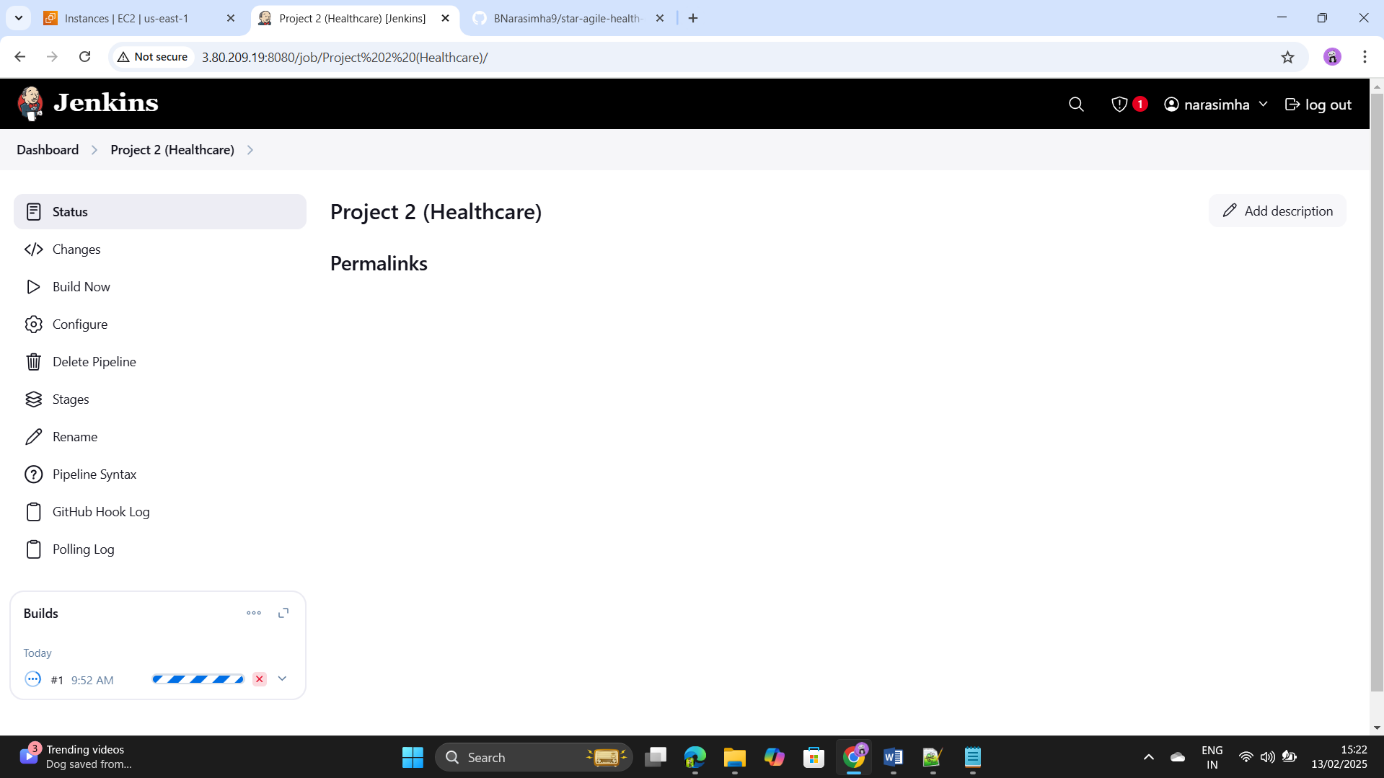 Instances | EC2 | us-east-1
Project 2 (Healthcare) [Jenkins]
BNarasimha9/star-agile-health
Not secure
3.80.209.19:8080/job/Project%202%20(Healthcare)/
Jenkins
1
narasimha
log out
Dashboard
Project 2 (Healthcare)
Status
Project 2 (Healthcare)
Add description
Changes
Permalinks
Build Now
Configure
Delete Pipeline
Stages
Rename
Pipeline Syntax
GitHub Hook Log
Polling Log
Builds
Today
#1 9:52 AM
3
Trending videos
Dog saved from...
Search
ENG
IN
15:22
13/02/2025